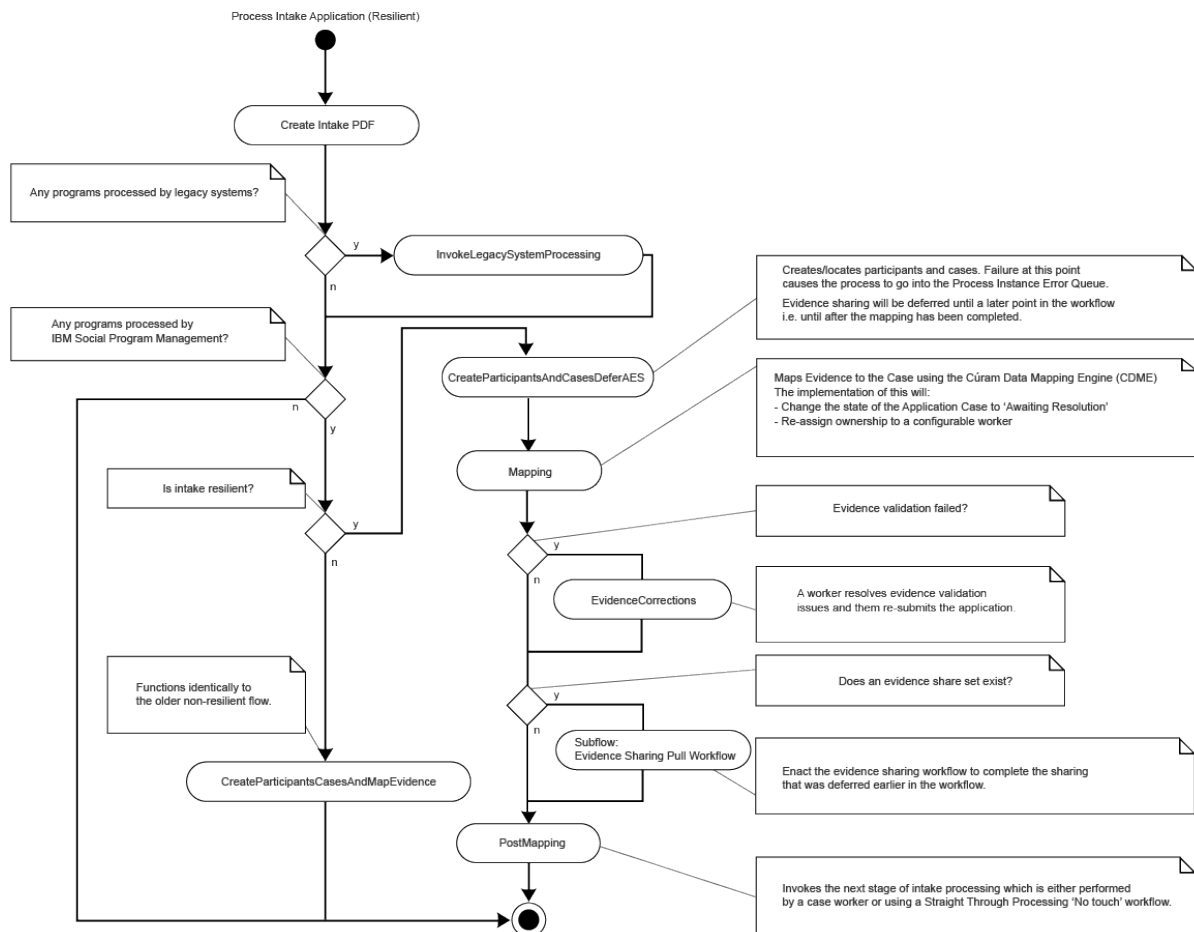 Process Intake Application (Resilient)
Create Intake PDF
Any programs processed by legacy systems?
y
InvokeLegacySystemProcessing
n
Creates/locates participants and cases. Failure at this point
causes the process to go into the Process Instance Error Queue.
Evidence sharing will be deferred until a later point in the workflow
i.e. until after the mapping has been completed.
Any programs processed by
IBM Social Program Management?
CreateParticipantsAndCasesDeferAES
n
y
Maps Evidence to the Case using the Cúram Data Mapping Engine (CDME)
The implementation of this will:
- Change the state of the Application Case to ‘Awaiting Resolution’
- Re-assign ownership to a configurable worker
Mapping
Is intake resilient?
y
n
Evidence validation failed?
y
n
EvidenceCorrections
A worker resolves evidence validation
issues and them re-submits the application.
Does an evidence share set exist?
y
n
Functions identically to
the older non-resilient flow.
Subflow:
Evidence Sharing Pull Workflow
CreateParticipantsCasesAndMapEvidence
Enact the evidence sharing workflow to complete the sharing
that was deferred earlier in the workflow.
PostMapping
Invokes the next stage of intake processing which is either performed
by a case worker or using a Straight Through Processing ‘No touch’ workflow.